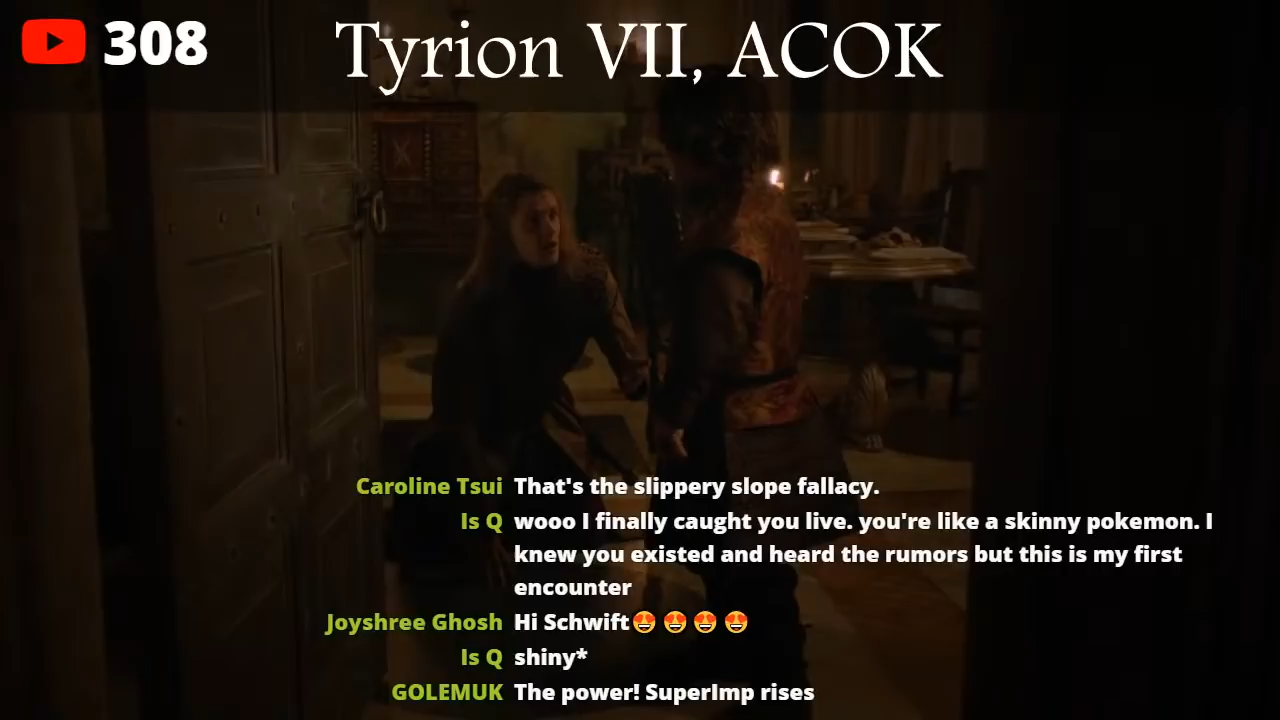 308
Tyrion VII, ACOK
Caroline Tsui That's the slippery slope fallacy.
Is Q wooo I finally caught you live. you're like a skinny pokemon. I
knew you existed and heard the rumors but this is my first
encounter
Joyshree Ghosh Hi Schwift😍😍😍😍
Is Q shiny*
GOLEMUK The power! SuperImp rises